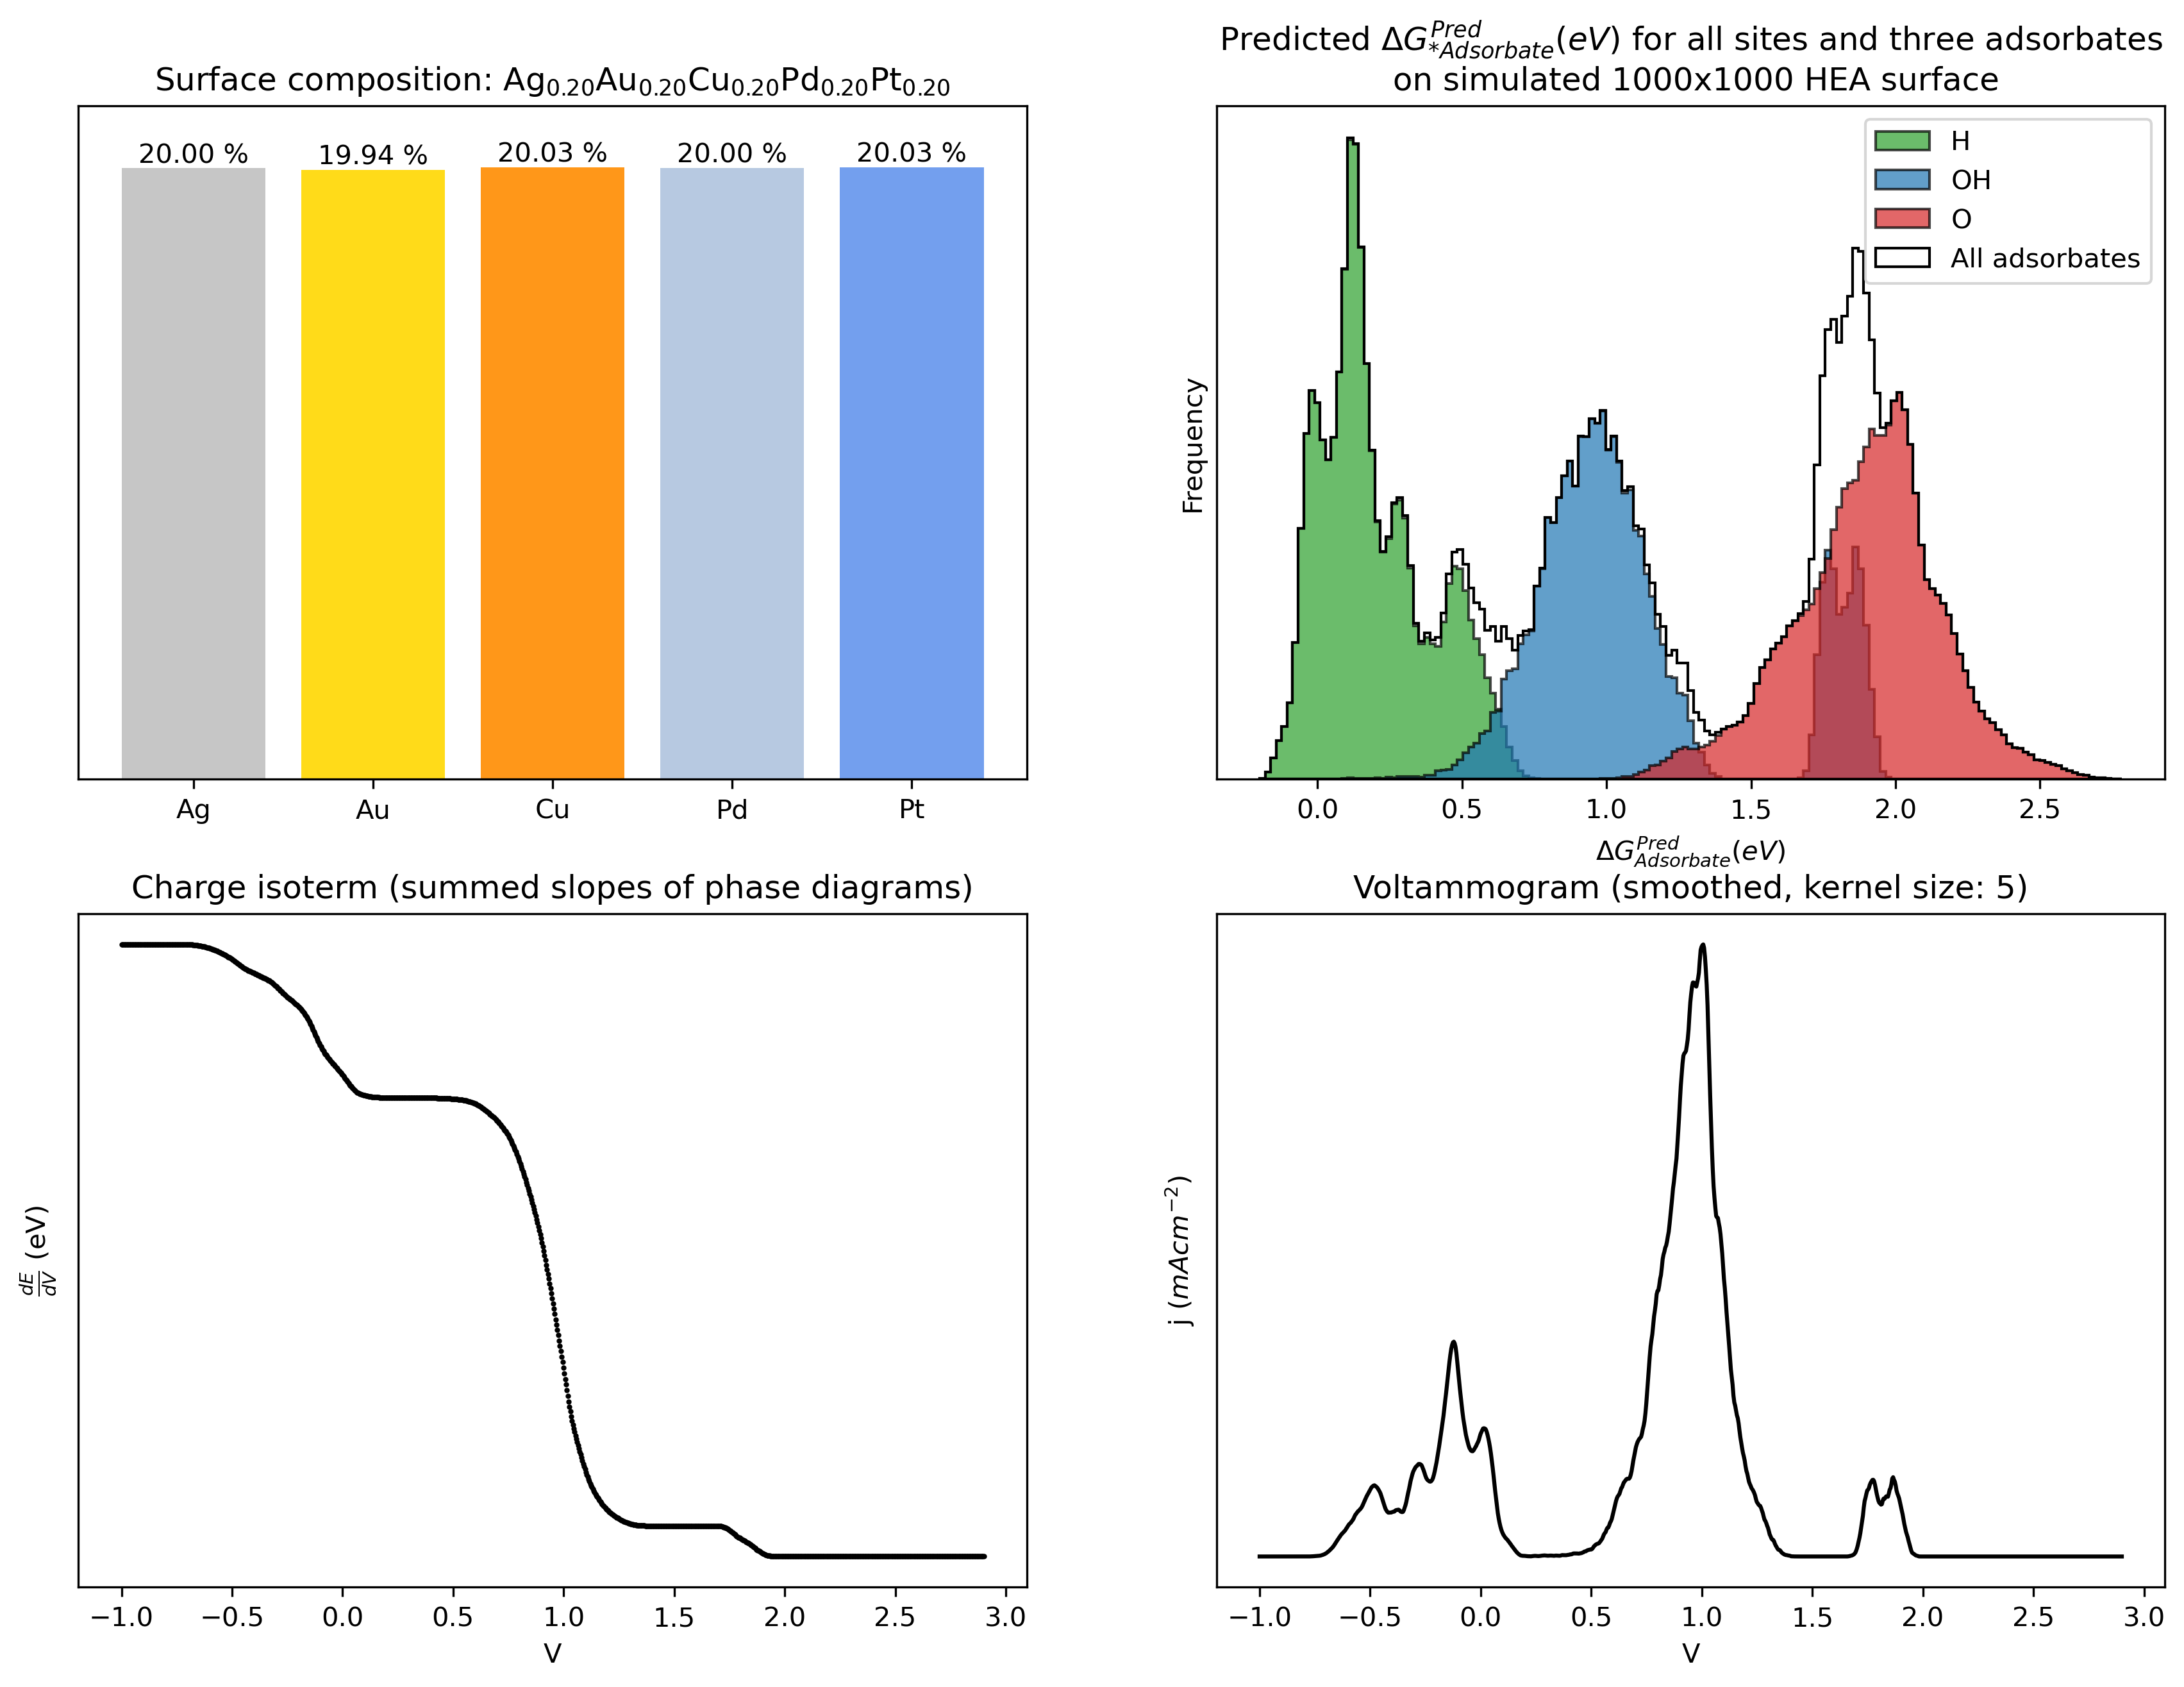 Surface composition: Ag0.20Au0.20Cu0.20Pd0.20Pt0.20
20.00 %
19.94 %
20.03 %
20.00 %
20.03 %
Ag
Au
Cu
Pd
Pt
Predicted ΔG^Pred_*Adsorbate(eV) for all sites and three adsorbates
on simulated 1000x1000 HEA surface
H
OH
O
All adsorbates
Frequency
0.0
0.5
1.0
1.5
2.0
2.5
ΔG^Pred_Adsorbate(eV)
Charge isoterm (summed slopes of phase diagrams)
dE/dV (eV)
−1.0
−0.5
0.0
0.5
1.0
1.5
2.0
2.5
3.0
V
Voltammogram (smoothed, kernel size: 5)
j (mAcm⁻²)
−1.0
−0.5
0.0
0.5
1.0
1.5
2.0
2.5
3.0
V